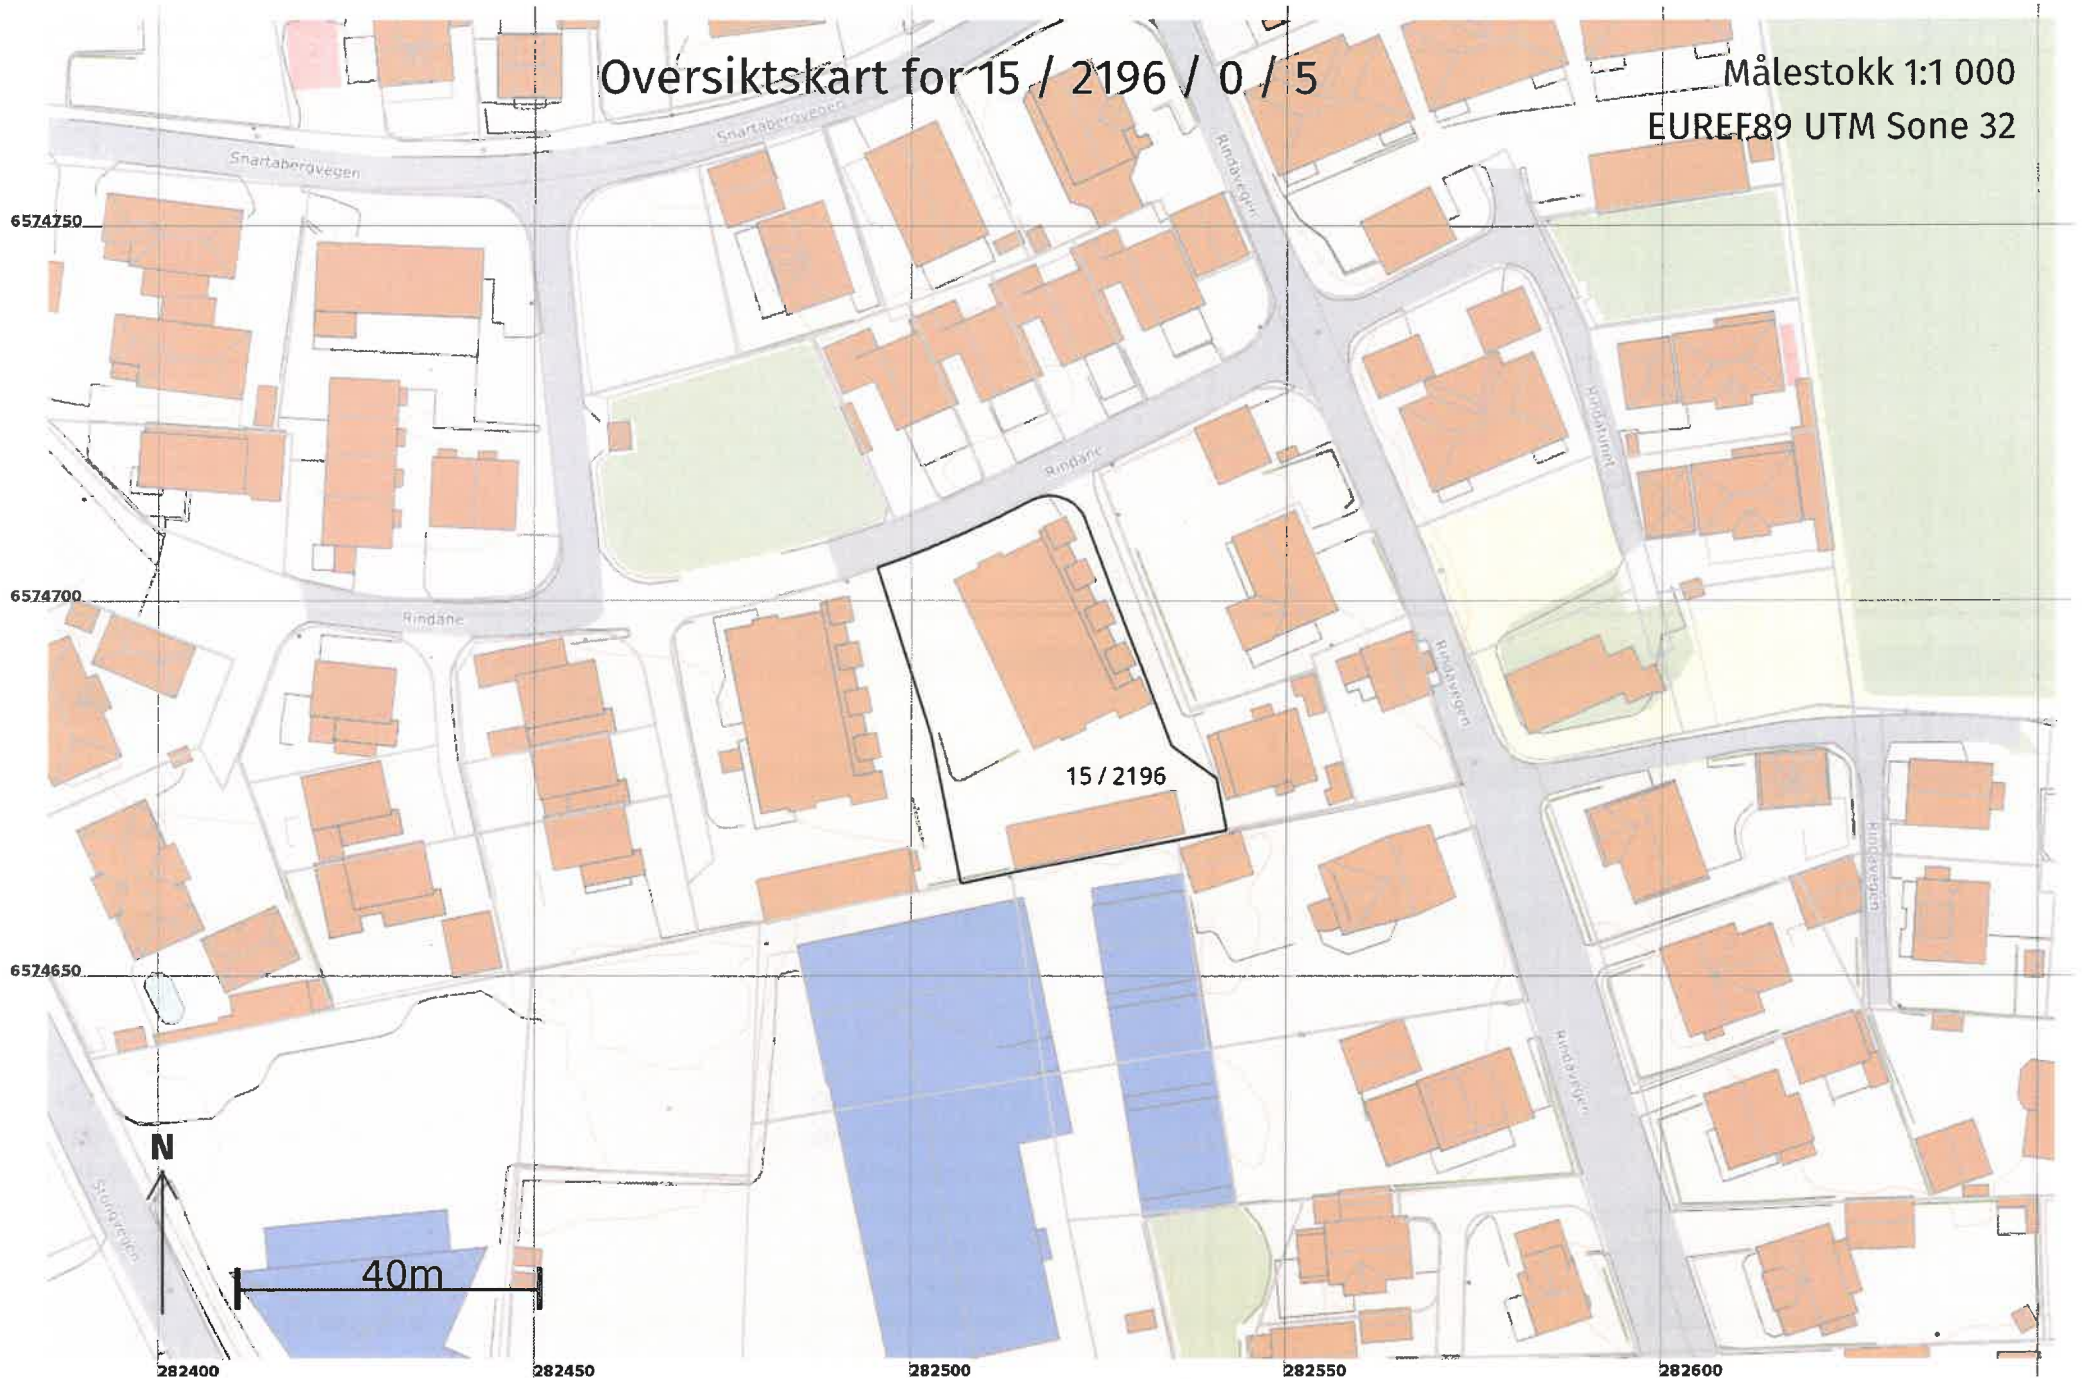 Oversiktskart for 15 / 2196 / 0 / 5
Målestokk 1:1 000
EUREF89 UTM Sone 32
Snartabergvegen
Snartabergvegen
Rindavegen
6574750
Rindatunet
Rindane
6574700
Rindane
Rindavegen
15 / 2196
Rindavegen
6574650
Rindavegen
N
Stongvegen
40m
282400
282450
282500
282550
282600